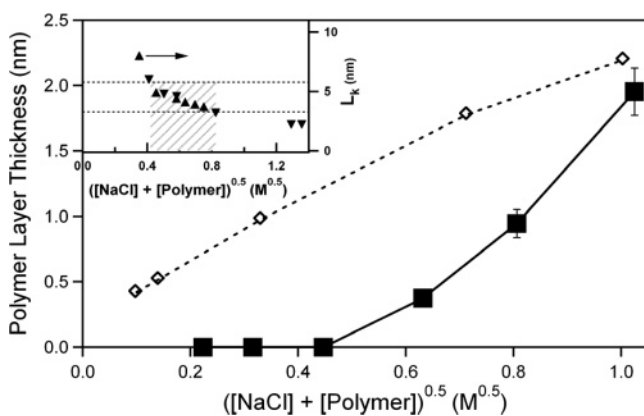 2.5
2.0
1.5
1.0
0.5
0.0
Polymer Layer Thickness (nm)
10
5
0
L_k (nm)
0.0 0.4 0.8 1.2
([NaCl] + [Polymer])^0.5 (M^0.5)
0.0 0.2 0.4 0.6 0.8 1.0
([NaCl] + [Polymer])^0.5 (M^0.5)